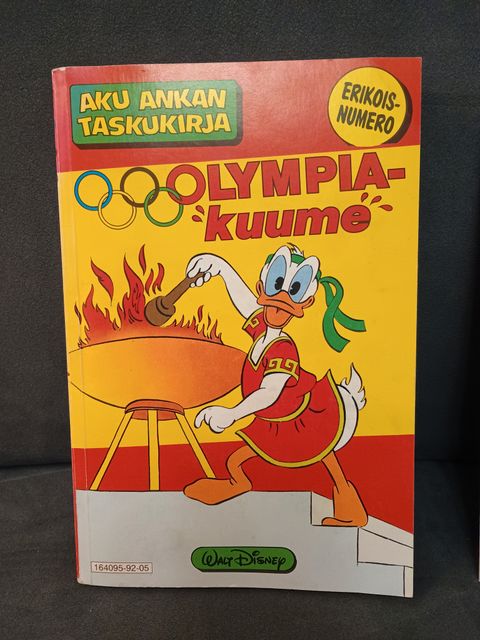 AKU ANKAN
TASKUKIRJA
ERIKOIS-
NUMERO
OLYMPIA-
kuume
164095-92-05
WALT DISNEY